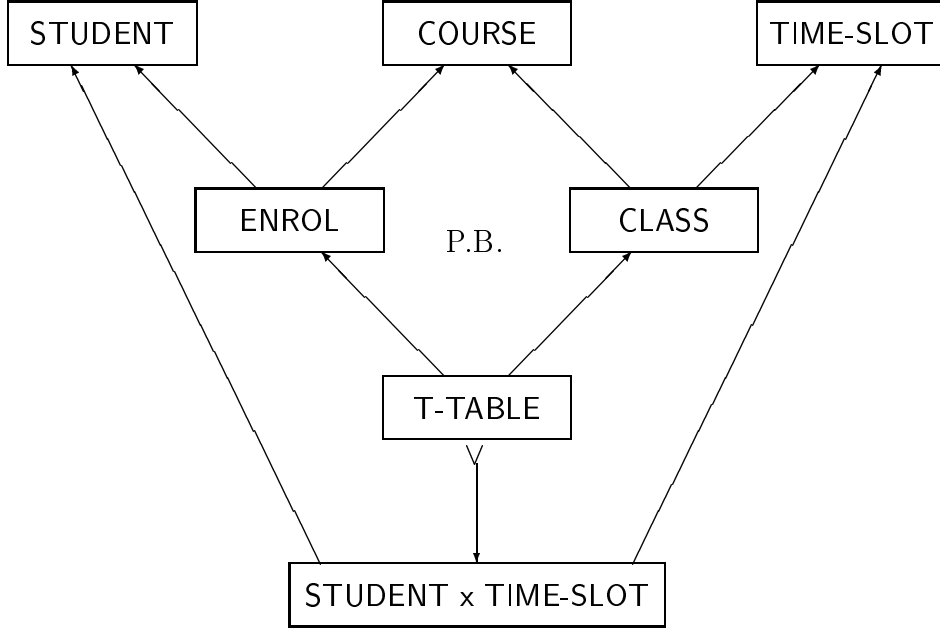 STUDENT
COURSE
TIME-SLOT
ENROL
P.B.
CLASS
T-TABLE
STUDENT x TIME-SLOT